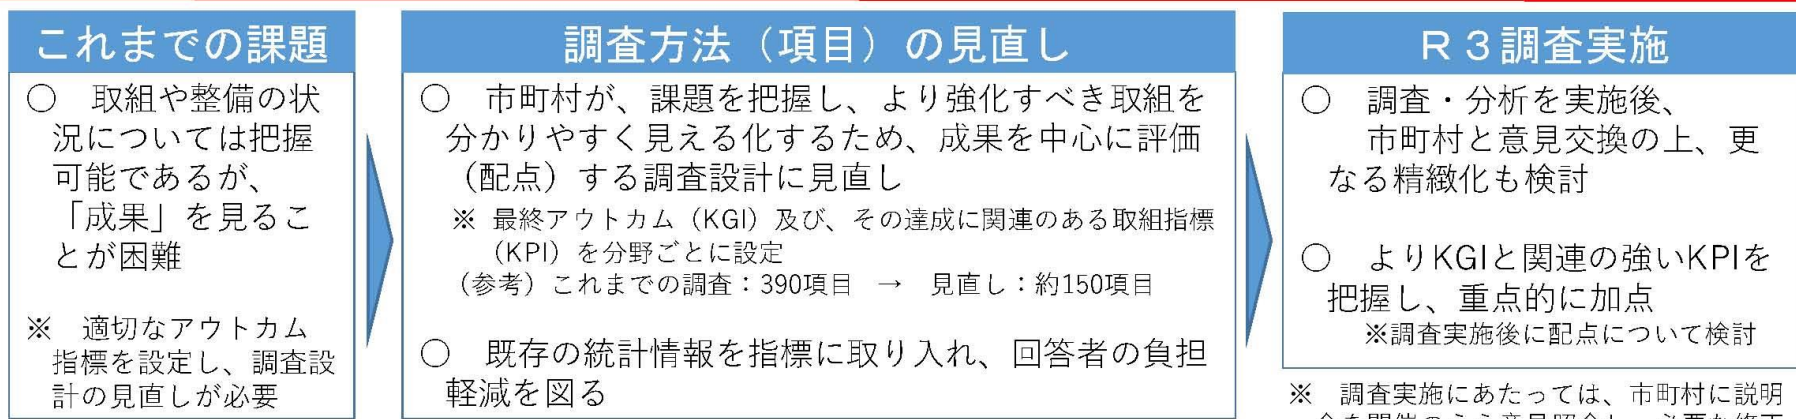 これまでの課題
○　取組や整備の状
況については把握
可能であるが、
「成果」を見るこ
とが困難
※　適切なアウトカム
指標を設定し、調査設
計の見直しが必要
調査方法（項目）の見直し
○　市町村が、課題を把握し、より強化すべき取組を
分かりやすく見える化するため、成果を中心に評価
（配点）する調査設計に見直し
※ 最終アウトカム（KGI）及び、その達成に関連のある取組指標
（KPI）を分野ごとに設定
（参考）これまでの調査：390項目　→　見直し：約150項目
○　既存の統計情報を指標に取り入れ、回答者の負担
軽減を図る
Ｒ３調査実施
○　調査・分析を実施後、
市町村と意見交換の上、更
なる精緻化も検討
○　よりKGIと関連の強いKPIを
把握し、重点的に加点
※調査実施後に配点について検討
※　調査実施にあたっては、市町村に説明